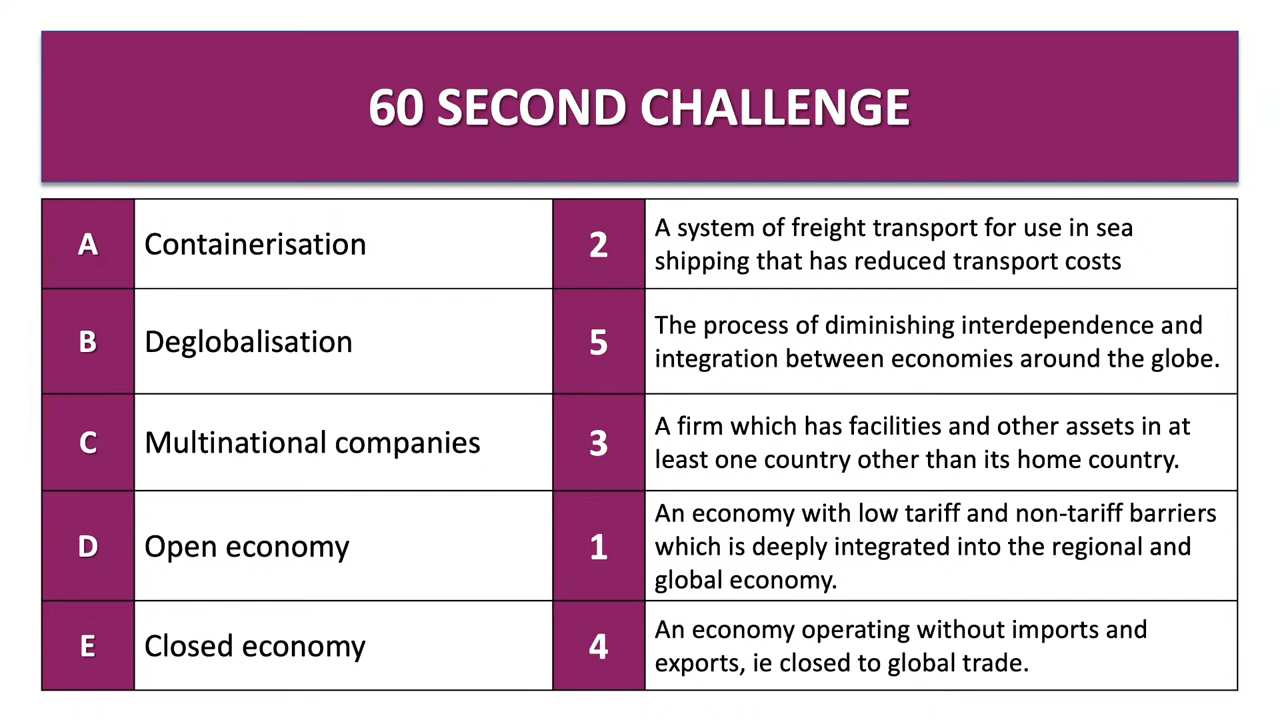 60 SECOND CHALLENGE
A
Containerisation
2
A system of freight transport for use in sea
shipping that has reduced transport costs
B
Deglobalisation
5
The process of diminishing interdependence and
integration between economies around the globe.
C
Multinational companies
3
A firm which has facilities and other assets in at
least one country other than its home country.
D
Open economy
1
An economy with low tariff and non-tariff barriers
which is deeply integrated into the regional and
global economy.
E
Closed economy
4
An economy operating without imports and
exports, ie closed to global trade.